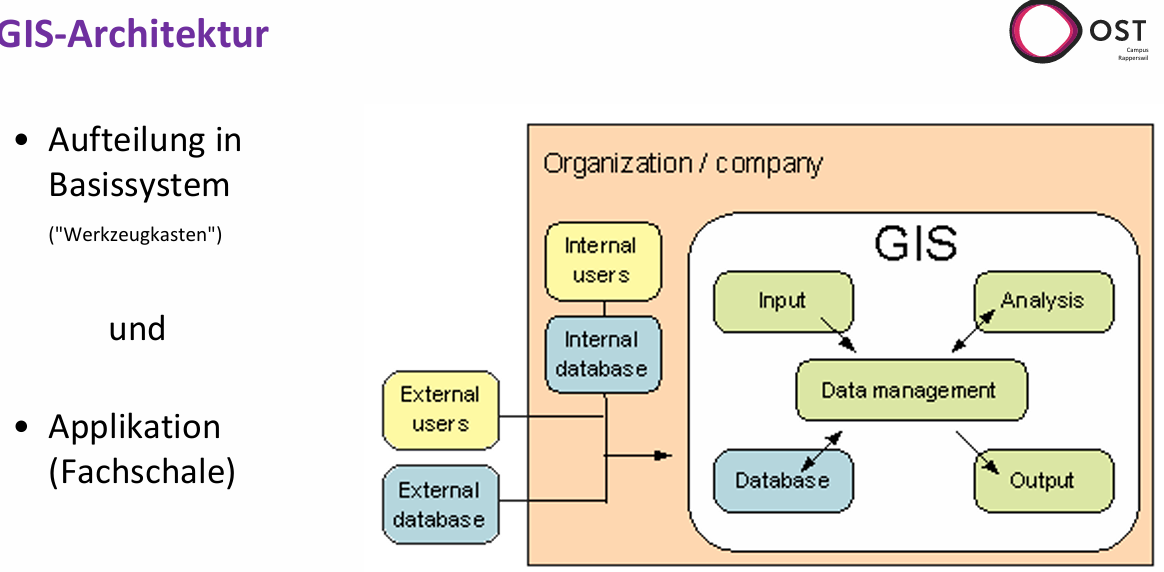 GIS-Architektur
OST
Campus
Rapperswil
• Aufteilung in
Basissystem
("Werkzeugkasten")
und
• Applikation
(Fachschale)
Organization / company
Internal
users
Internal
database
External
users
External
database
GIS
Input
Analysis
Data management
Database
Output